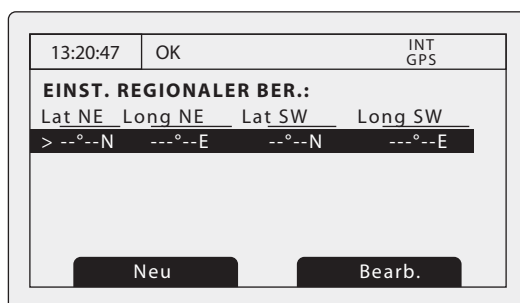 13:20:47 OK INT
GPS
EINST. REGIONALER BER.:
Lat NE Long NE Lat SW Long SW
> --°--N ---°--E --°--N ---°--E
Neu Bearb.